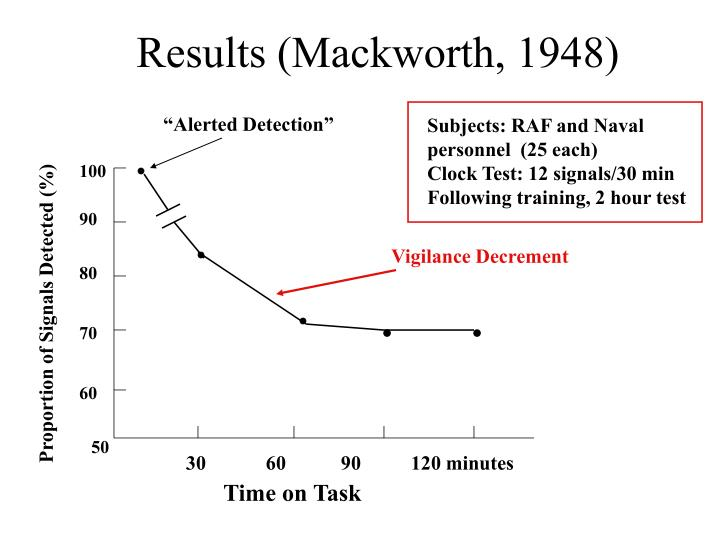 Results (Mackworth, 1948)
“Alerted Detection”
Subjects: RAF and Naval
personnel  (25 each)
Clock Test: 12 signals/30 min
Following training, 2 hour test
Vigilance Decrement
Proportion of Signals Detected (%)
100
90
80
70
60
50
30 60 90 120 minutes
Time on Task